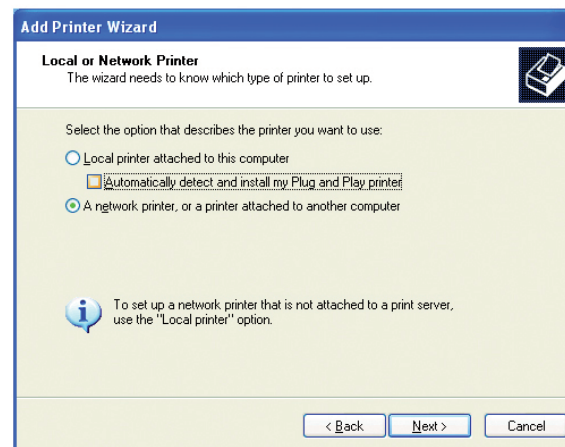 Add Printer Wizard
Local or Network Printer
The wizard needs to know which type of printer to set up.
Select the option that describes the printer you want to use:
Local printer attached to this computer
Automatically detect and install my Plug and Play printer
A network printer, or a printer attached to another computer
To set up a network printer that is not attached to a print server,
use the "Local printer" option.
< Back
Next >
Cancel